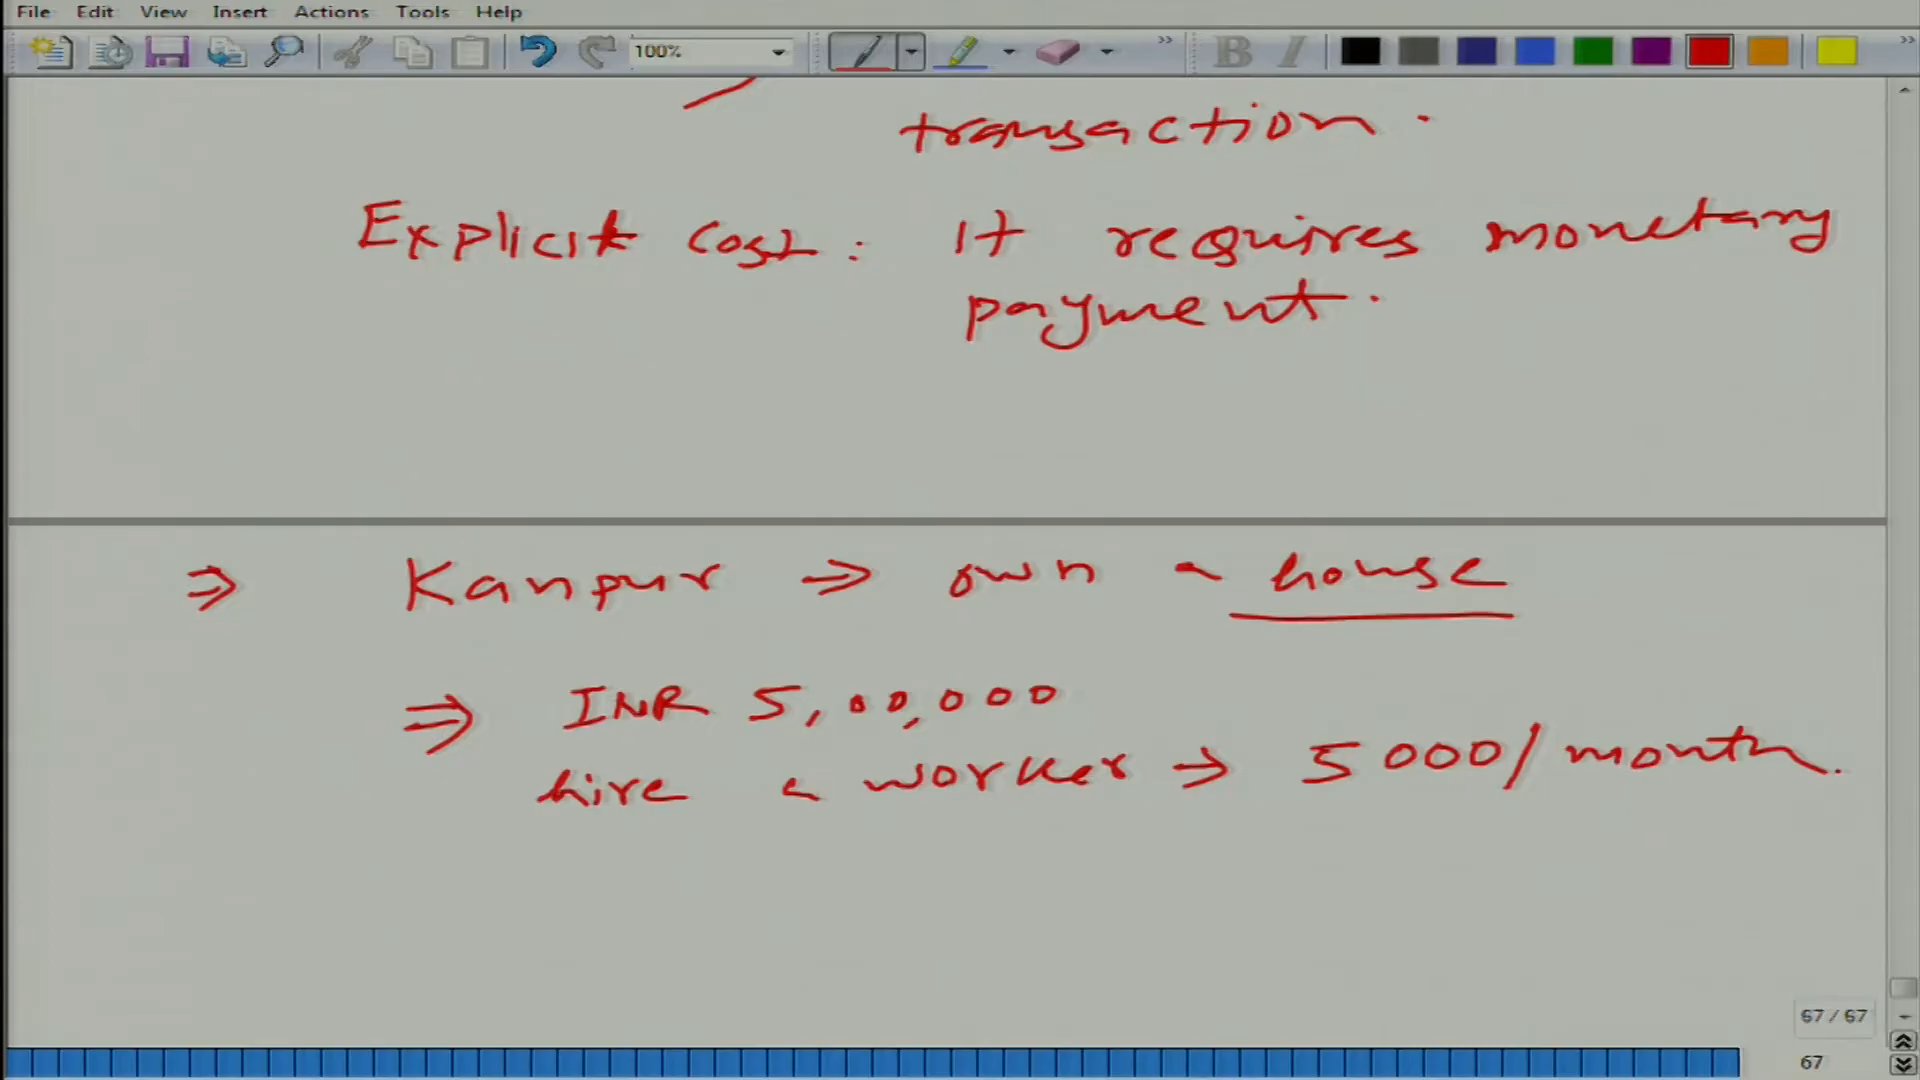 File Edit View Insert Actions Tools Help
100% B I
transaction.
Explicit cost: It requires monetary
payment.
⇒ Kanpur ⇒ own a house
⇒ INR 5,00,000
hire a worker → 5000/month.
67 / 67
67